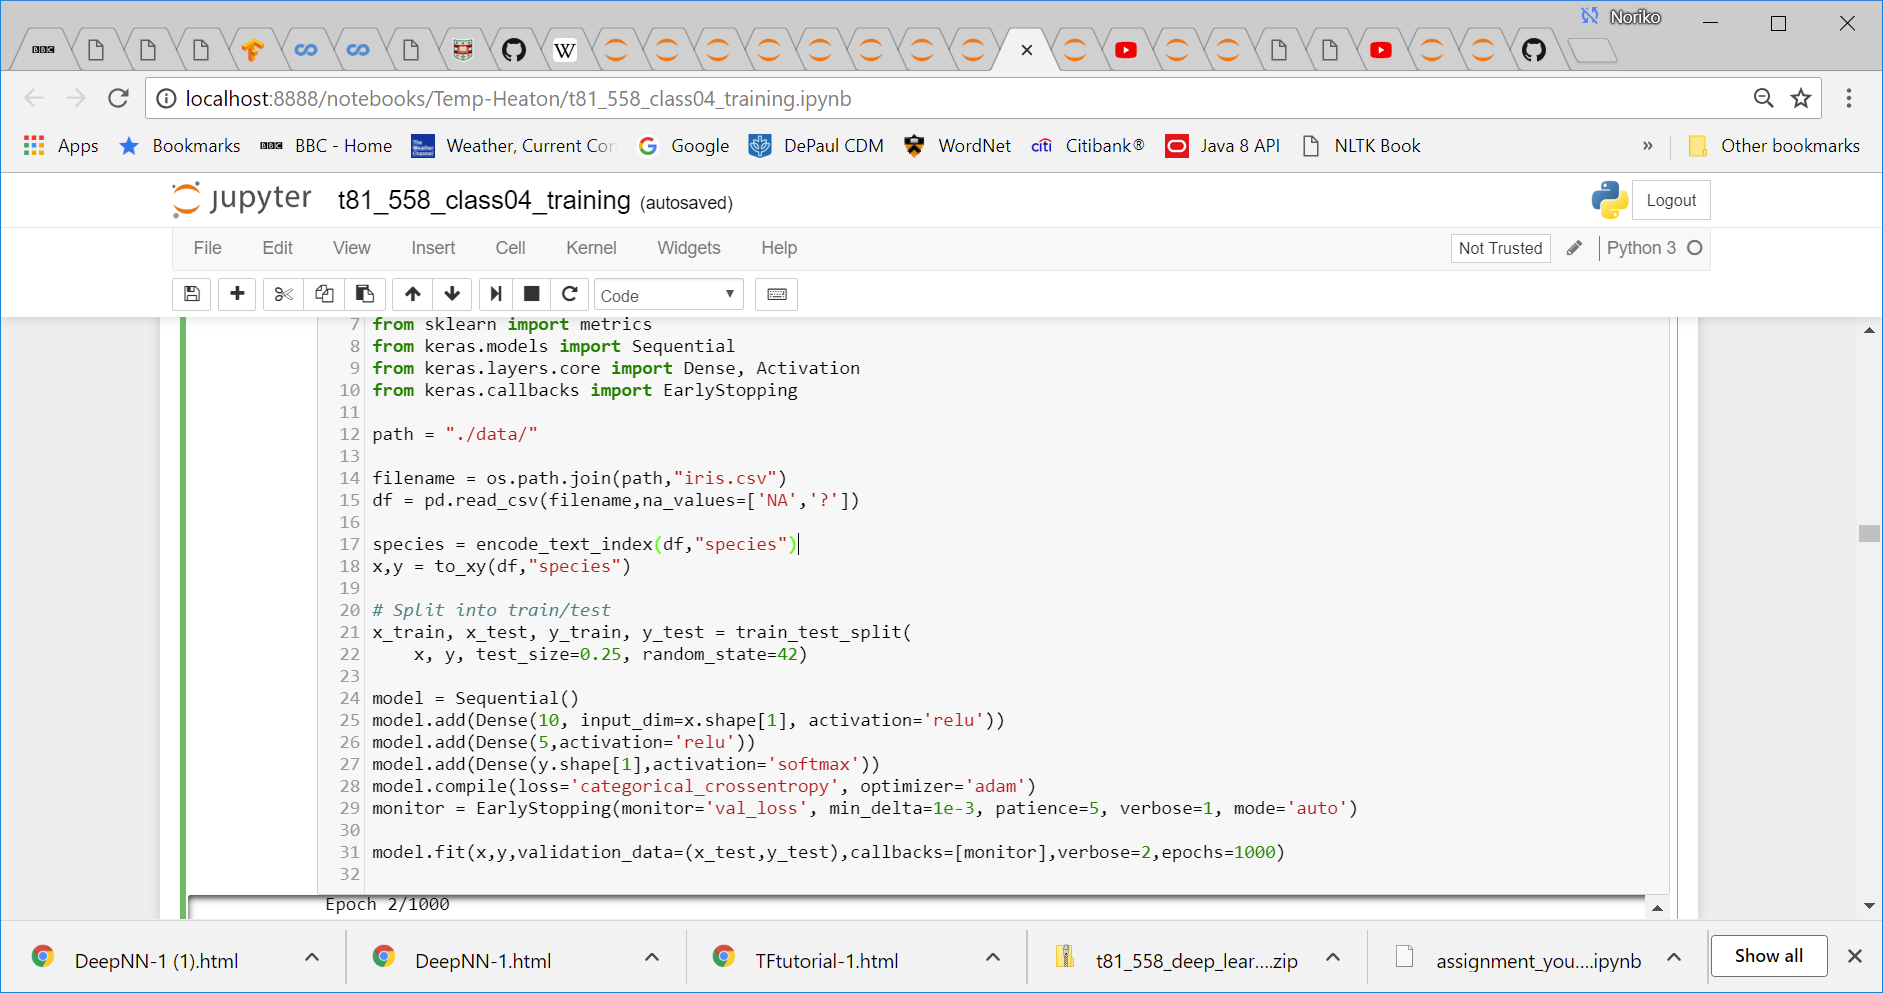 Noriko
BBC
W
localhost:8888/notebooks/Temp-Heaton/t81_558_class04_training.ipynb
Apps Bookmarks BBC BBC - Home Weather, Current Con Google DePaul CDM WordNet citi Citibank® Java 8 API NLTK Book » Other bookmarks
jupyter t81_558_class04_training (autosaved) Logout
File Edit View Insert Cell Kernel Widgets Help Not Trusted Python 3
Code
7 from sklearn import metrics
8 from keras.models import Sequential
9 from keras.layers.core import Dense, Activation
10 from keras.callbacks import EarlyStopping
11
12 path = "./data/"
13
14 filename = os.path.join(path,"iris.csv")
15 df = pd.read_csv(filename,na_values=['NA','?'])
16
17 species = encode_text_index(df,"species")
18 x,y = to_xy(df,"species")
19
20 # Split into train/test
21 x_train, x_test, y_train, y_test = train_test_split(
22     x, y, test_size=0.25, random_state=42)
23
24 model = Sequential()
25 model.add(Dense(10, input_dim=x.shape[1], activation='relu'))
26 model.add(Dense(5,activation='relu'))
27 model.add(Dense(y.shape[1],activation='softmax'))
28 model.compile(loss='categorical_crossentropy', optimizer='adam')
29 monitor = EarlyStopping(monitor='val_loss', min_delta=1e-3, patience=5, verbose=1, mode='auto')
30
31 model.fit(x,y,validation_data=(x_test,y_test),callbacks=[monitor],verbose=2,epochs=1000)
32
Epoch 2/1000
DeepNN-1 (1).html DeepNN-1.html TFtutorial-1.html t81_558_deep_lear....zip assignment_you....ipynb Show all